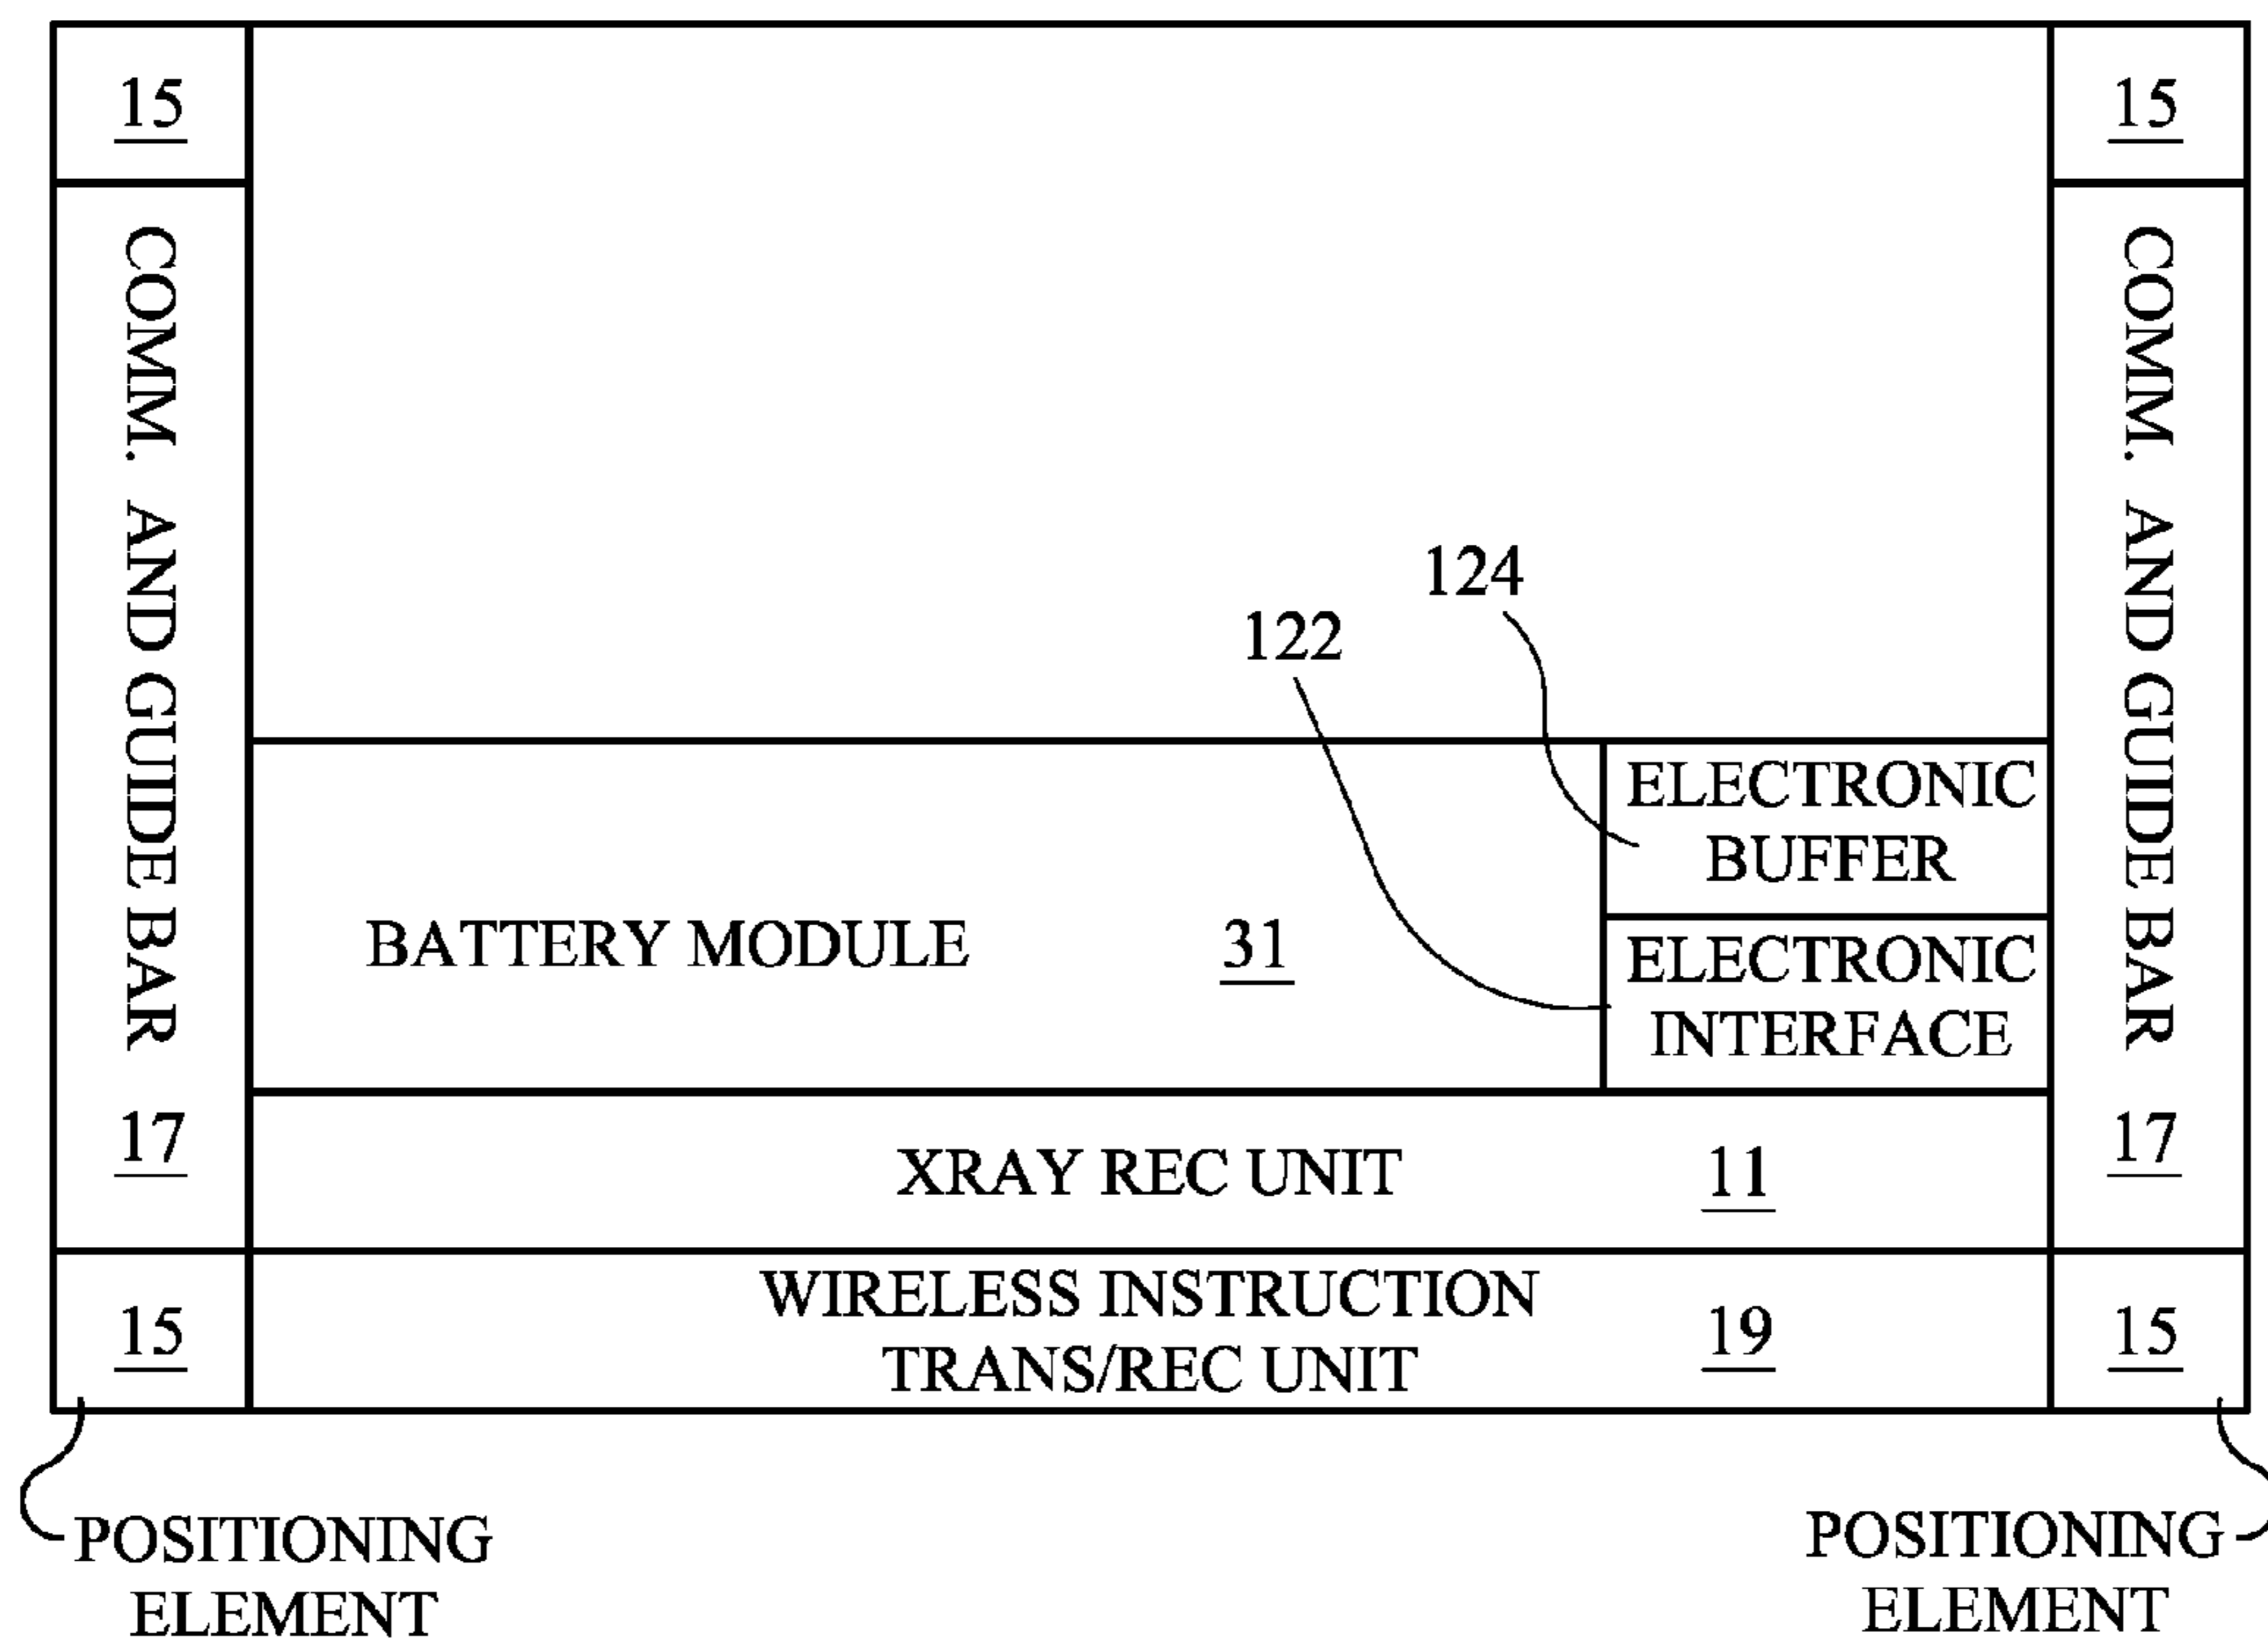 15
15
COMM. AND GUIDE BAR
COMM. AND GUIDE BAR
124
122
ELECTRONIC
BUFFER
BATTERY MODULE 31
ELECTRONIC
INTERFACE
17
XRAY REC UNIT 11
17
15
WIRELESS INSTRUCTION
TRANS/REC UNIT
19
15
POSITIONING
ELEMENT
POSITIONING
ELEMENT